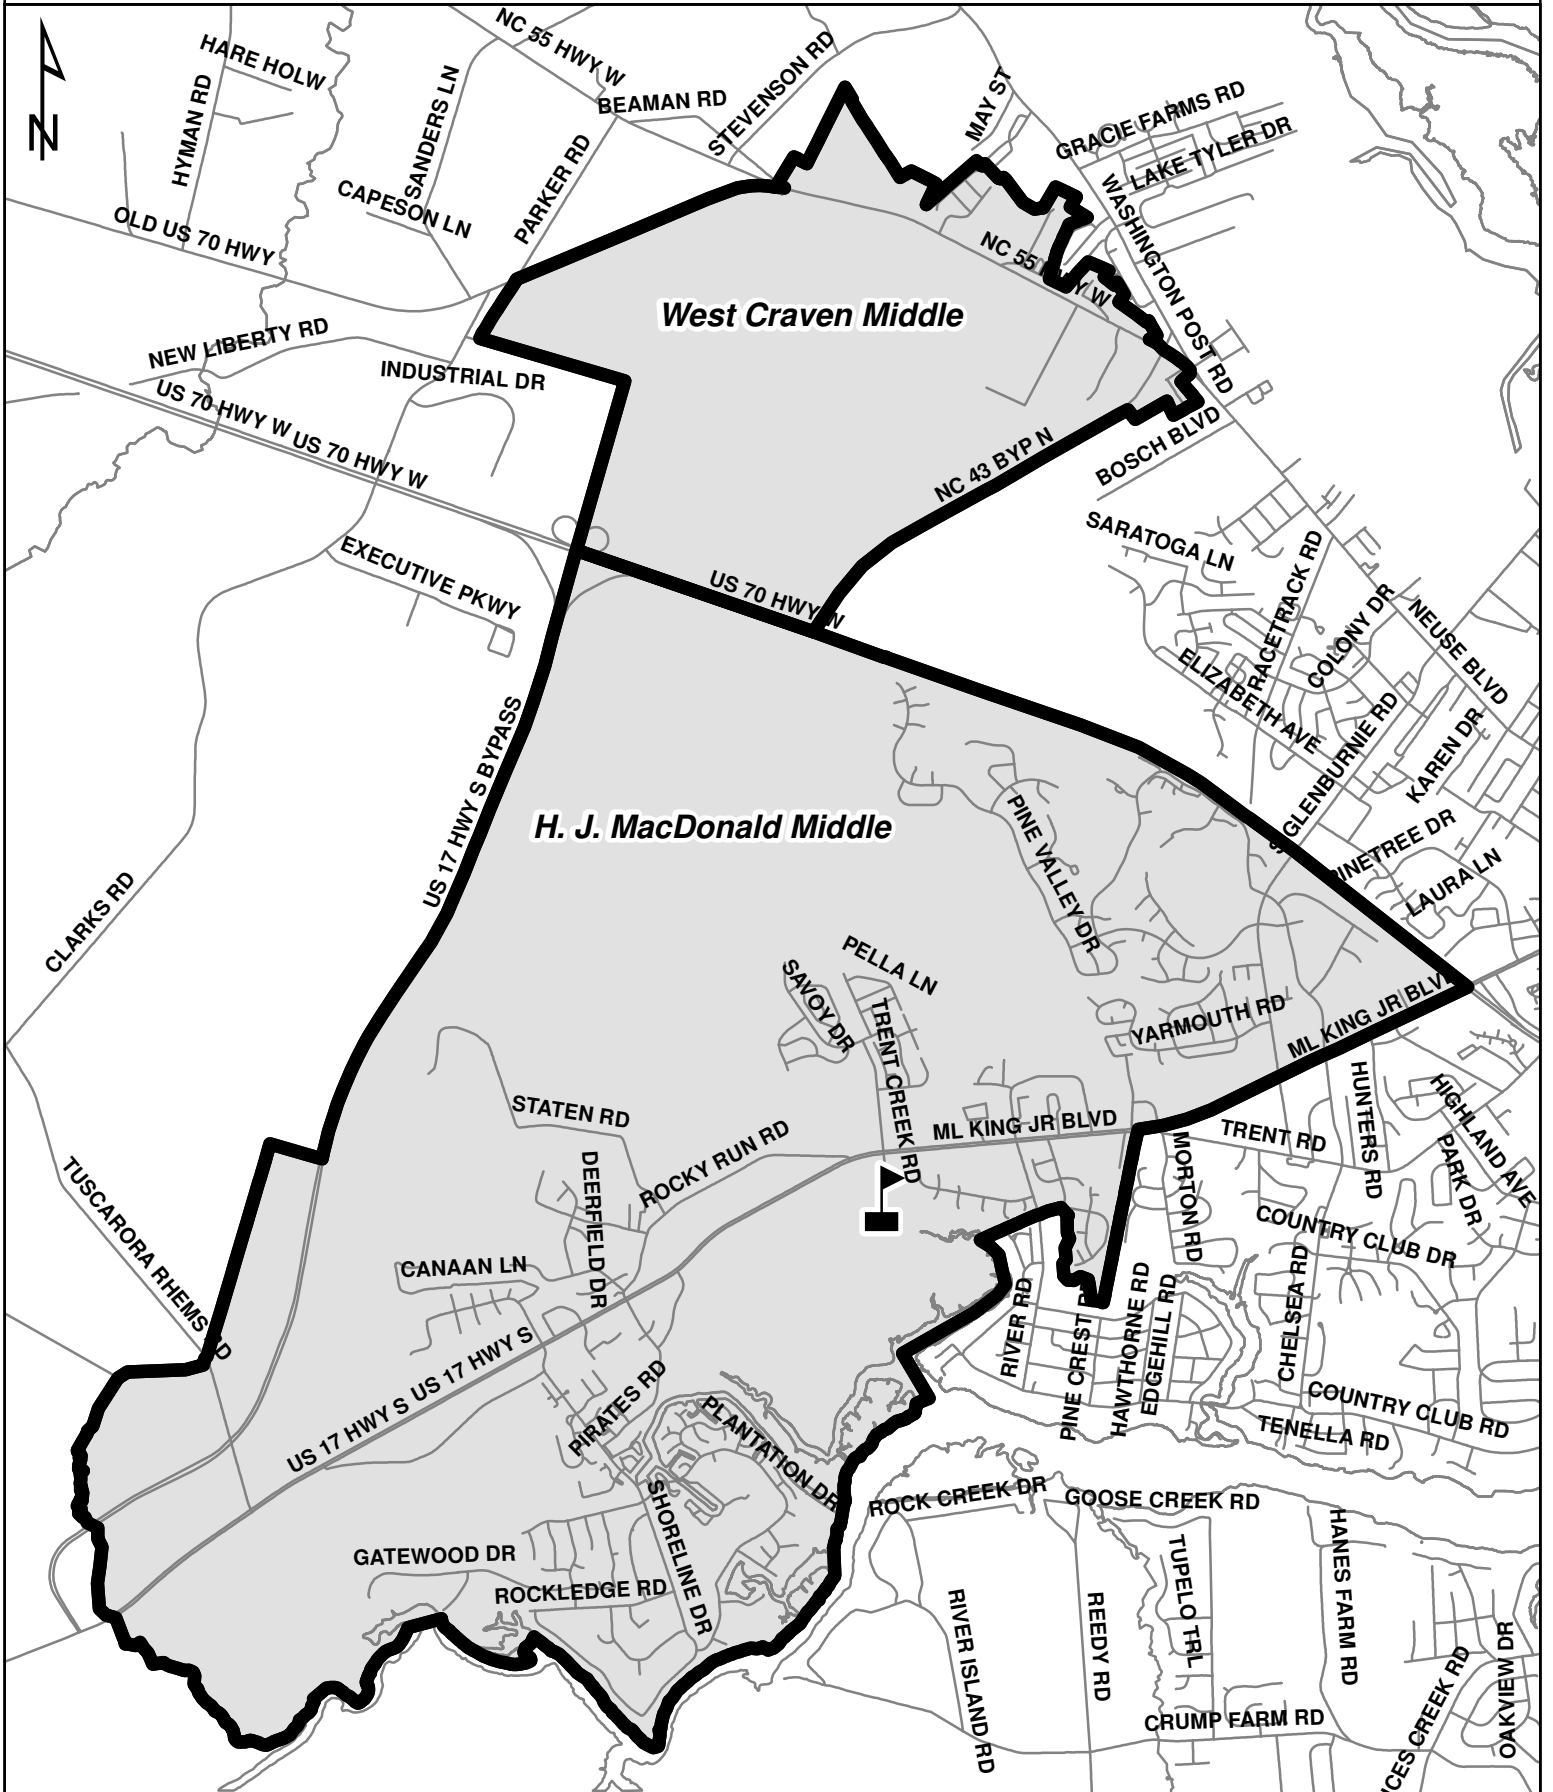 NC 55 HWY W
HARE HOLW
HYMAN RD
SANDERS LN
BEAMAN RD
STEVENSON RD
MAY ST
GRACIE FARMS RD
LAKE TYLER DR
N
PARKER RD
CAPESON LN
OLD US 70 HWY
WASHINGTON POST RD
NC 55 HWY W
West Craven Middle
NEW LIBERTY RD
INDUSTRIAL DR
US 70 HWY W
US 70 HWY W
NC 43 BYP N
BOSCH BLVD
EXECUTIVE PKWY
SARATOGA LN
US 70 HWY W
RACETRACK RD
COLONY DR
NEUSE BLVD
ELIZABETH AVE
S GLENBURNIE RD
KAREN DR
US 17 HWY S BYPASS
H. J. MacDonald Middle
PINE VALLEY DR
PINETREE DR
LAURA LN
CLARKS RD
PELLA LN
SAVOY DR
TRENT CREEK RD
YARMOUTH RD
ML KING JR BLVD
STATEN RD
ROCKY RUN RD
ML KING JR BLVD
TRENT RD
HUNTERS RD
HIGHLAND AVE
PARK DR
MORTON RD
TUSCARORA RHEMS RD
DEERFIELD DR
COUNTRY CLUB DR
CANAAN LN
CHELSEA RD
RIVER RD
PINE CREST RD
HAWTHORNE RD
EDGEHILL RD
US 17 HWY S
US 17 HWY S
PIRATES RD
PLANTATION DR
COUNTRY CLUB RD
TENELLA RD
SHORELINE DR
ROCK CREEK DR
GOOSE CREEK RD
GATEWOOD DR
ROCKLEDGE RD
RIVER ISLAND RD
REEDY RD
TUPELO TRL
HANES FARM RD
OAKVIEW DR
CRUMP FARM RD
ICES CREEK RD